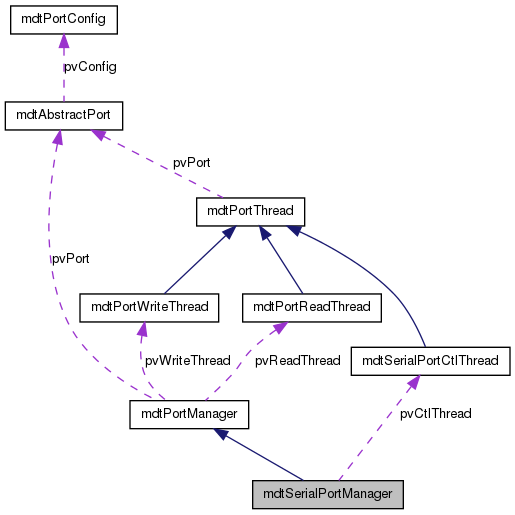 mdtPortConfig
pvConfig
mdtAbstractPort
pvPort
mdtPortThread
pvPort
mdtPortWriteThread
mdtPortReadThread
pvWriteThread
pvReadThread
mdtSerialPortCtlThread
mdtPortManager
pvCtlThread
mdtSerialPortManager